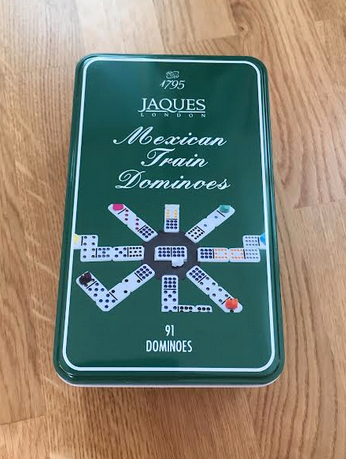 1795
JAQUES
LONDON
Mexican
Train
Dominoes
91
DOMINOES